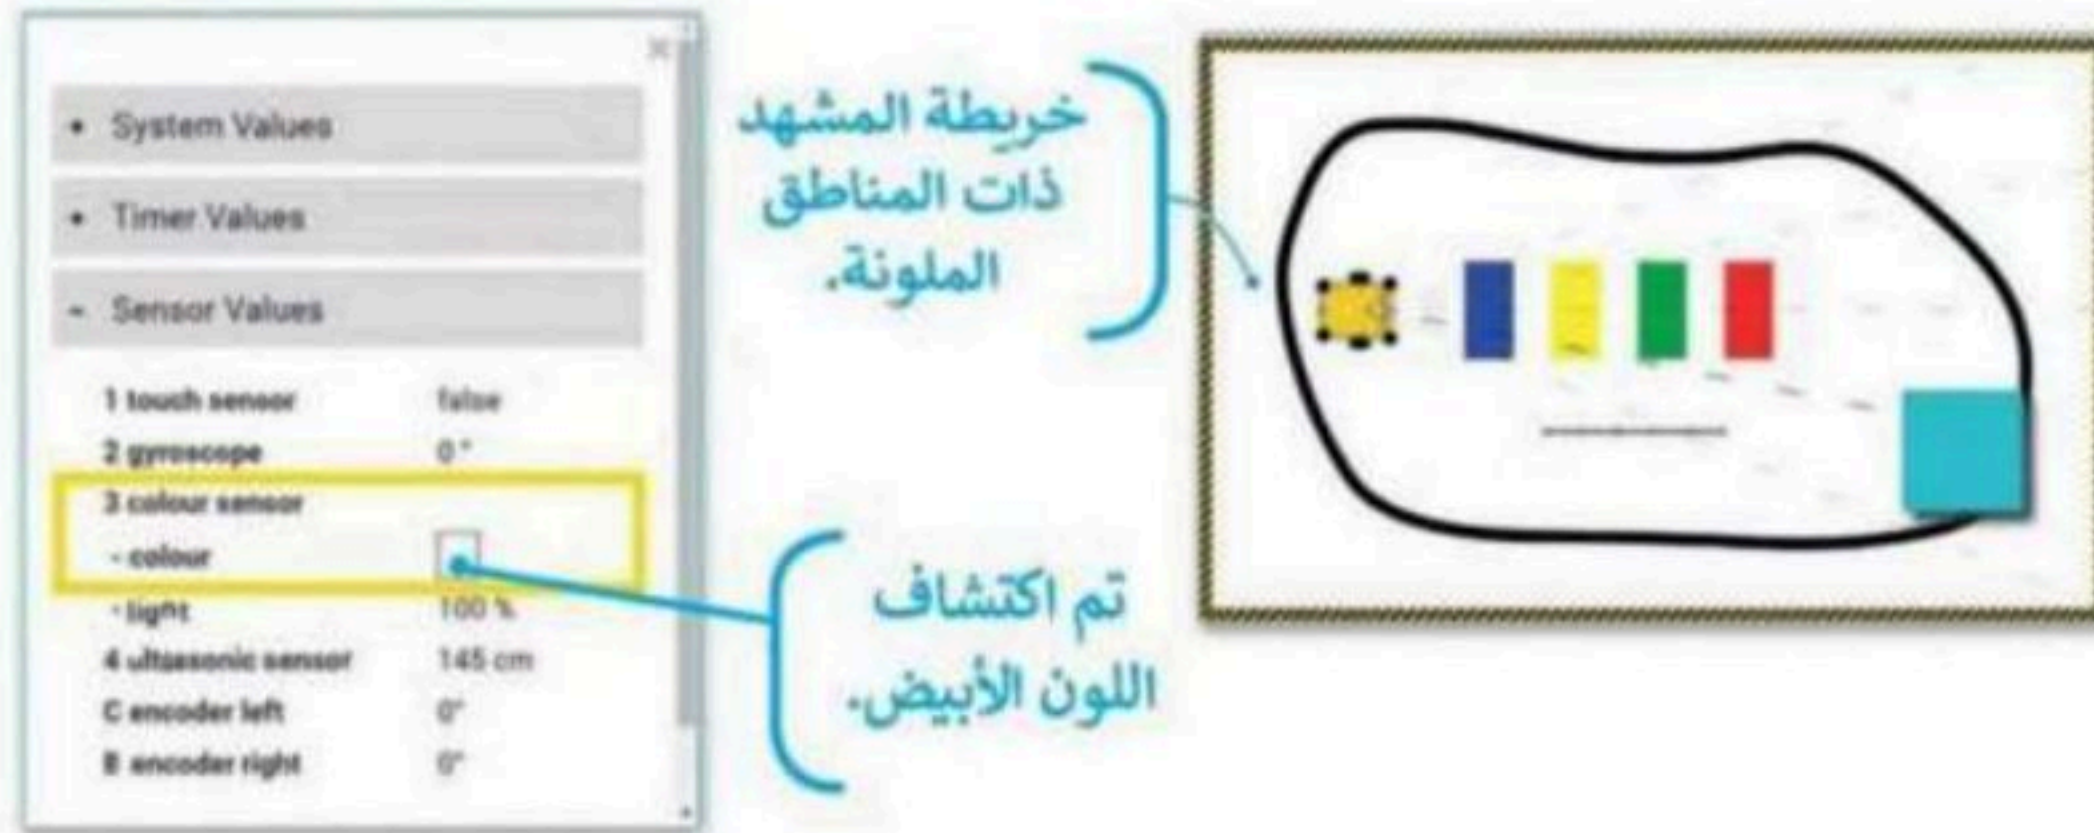 + System Values
+ Timer Values
- Sensor Values
1 touch sensor false
2 gyroscope 0 °
3 colour sensor
- colour
- light 100 %
4 ultrasonic sensor 145 cm
C encoder left 0°
B encoder right 0°
خريطة المشهد
ذات المناطق
الملونة.
تم اكتشاف
اللون الأبيض.